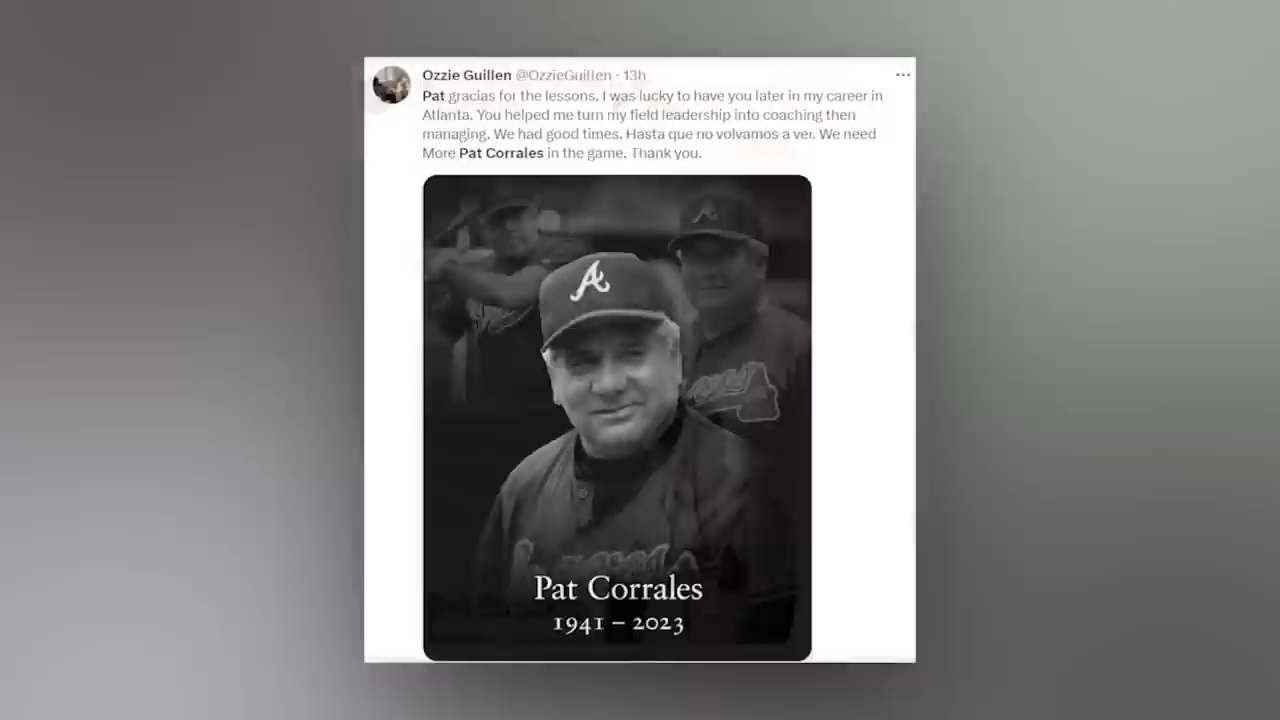 Ozzie Guillen @OzzieGuillen · 13h
Pat gracias for the lessons. I was lucky to have you later in my career in
Atlanta. You helped me turn my field leadership into coaching then
managing. We had good times. Hasta que no volvamos a ver. We need
More Pat Corrales in the game. Thank you.
A
A
Pat Corrales
1941 – 2023